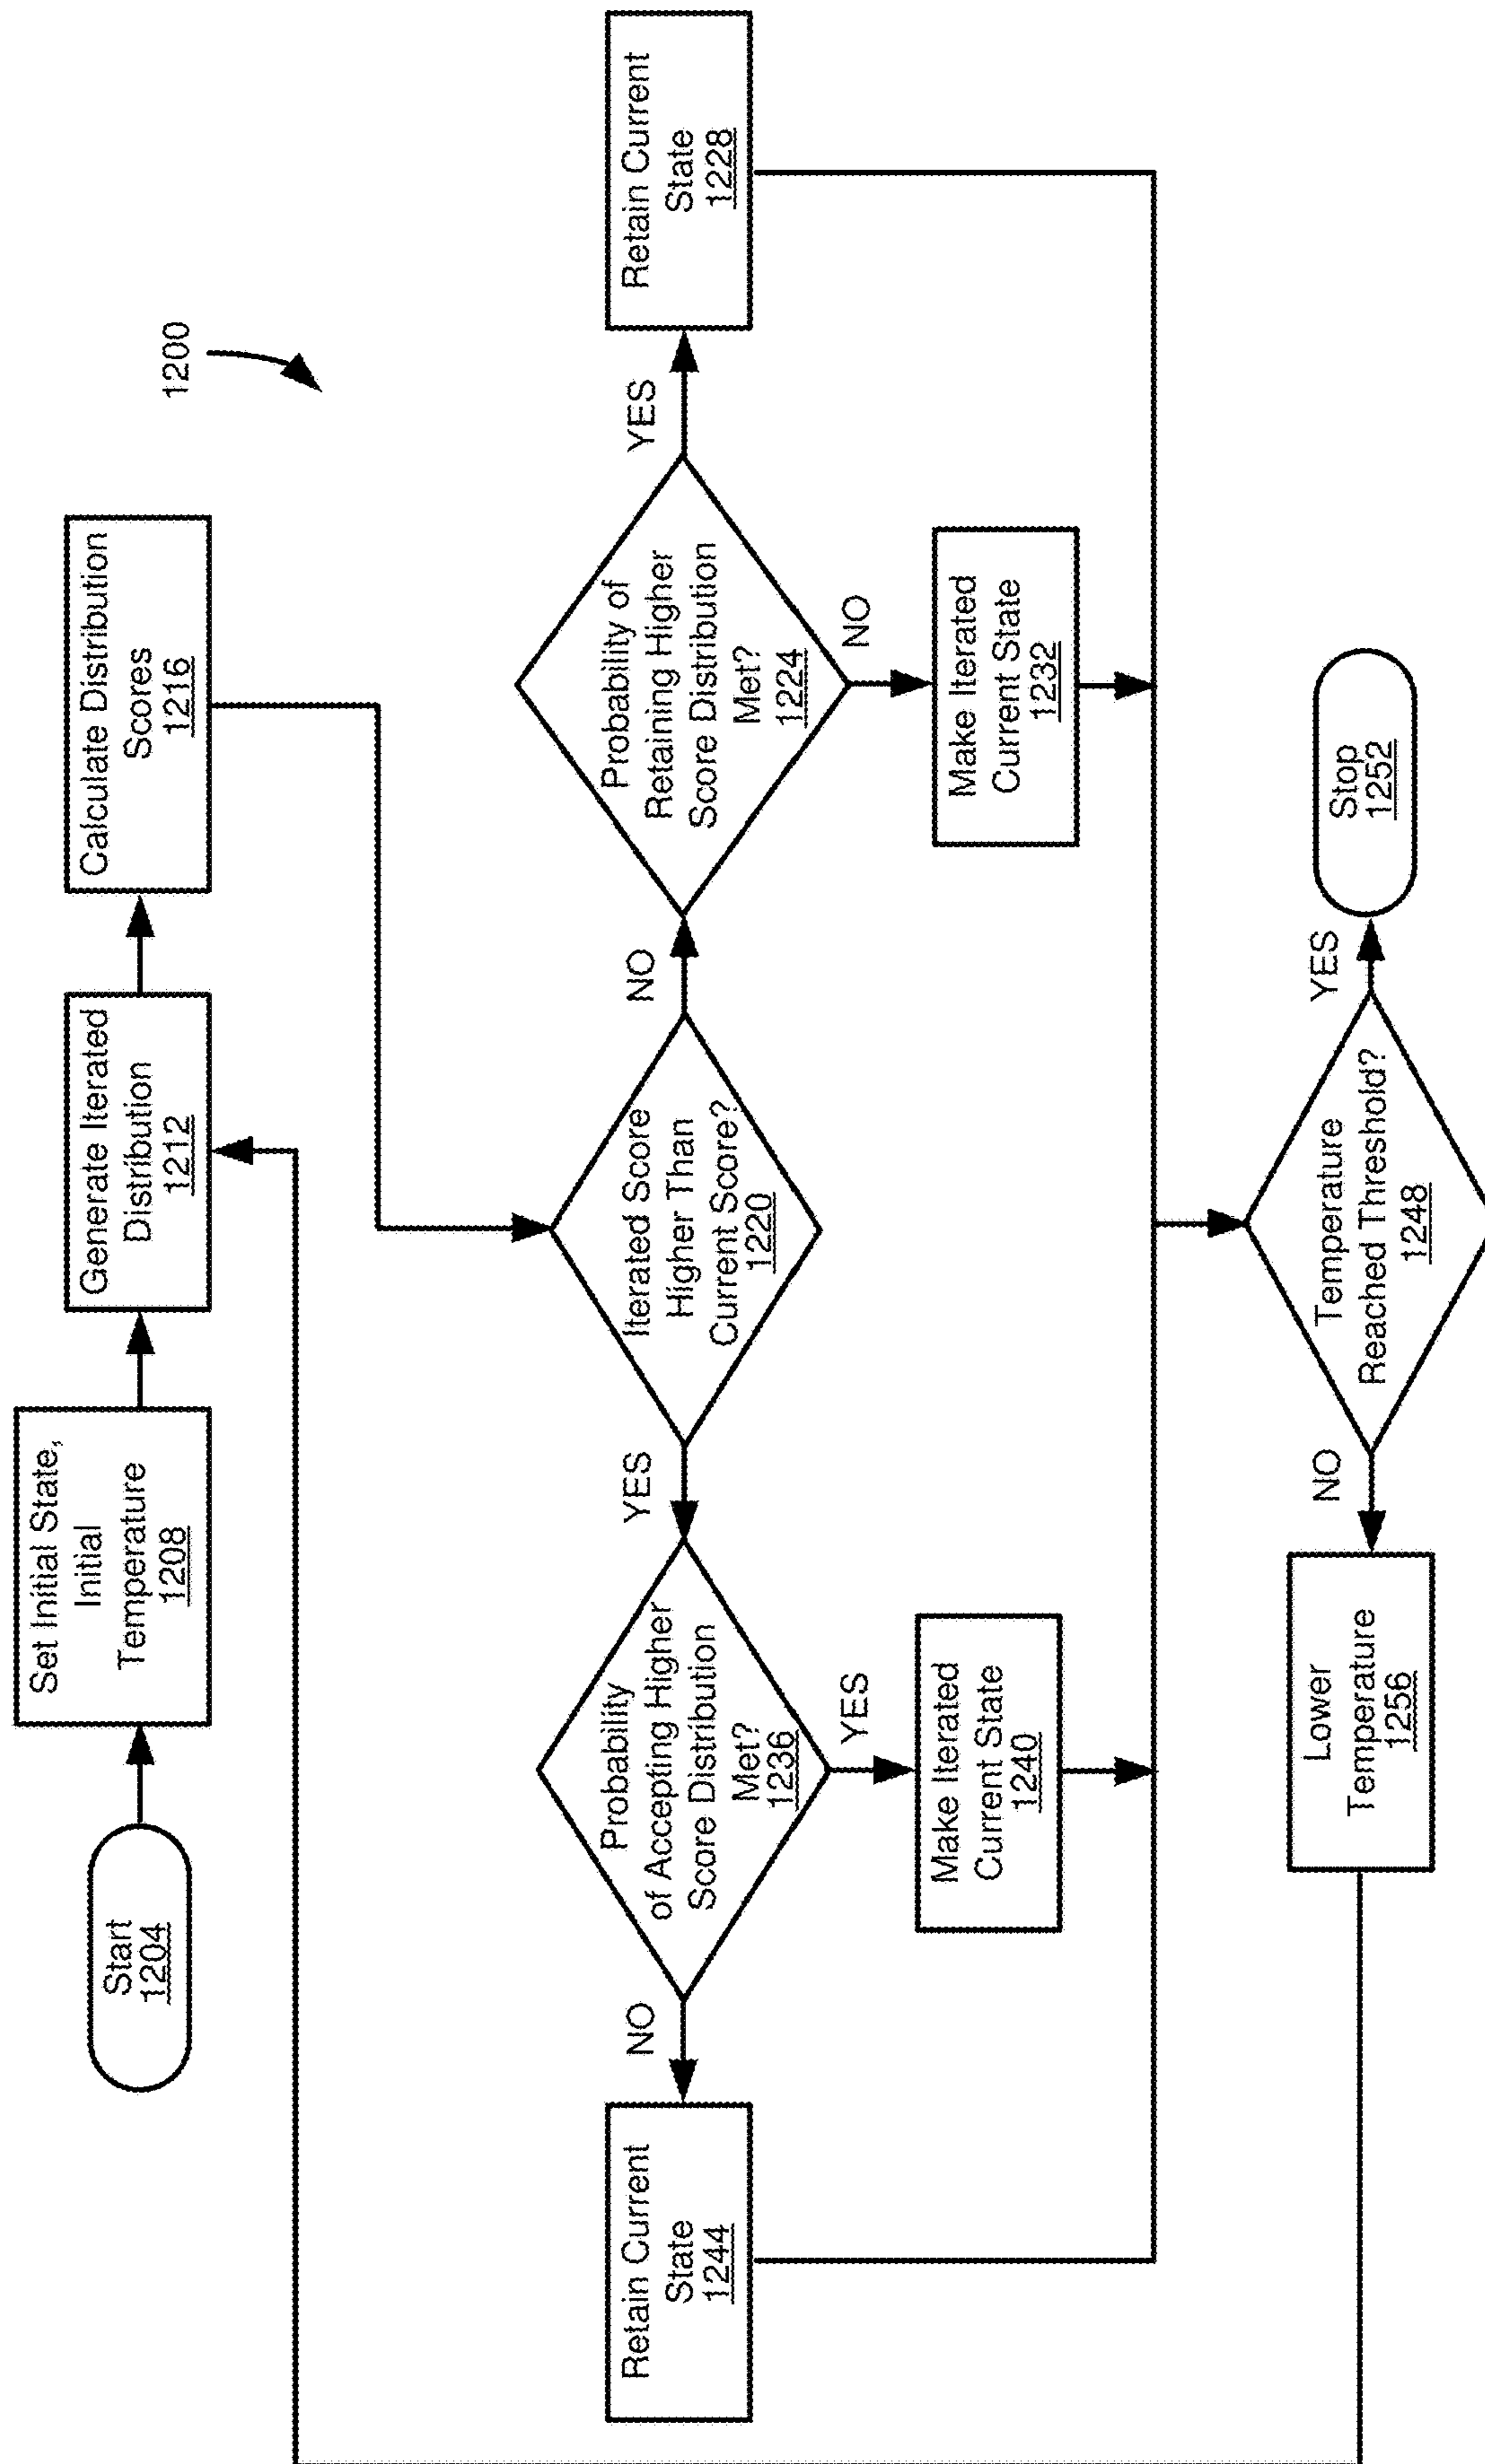 1200
Start
1204
Set Initial State,
Initial
Temperature
1208
Generate Iterated
Distribution
1212
Calculate Distribution
Scores
1216
Iterated Score
Higher Than
Current Score?
1220
YES
NO
Probability
of Accepting Higher
Score Distribution
Met?
1236
NO
YES
Retain Current
State
1244
Make Iterated
Current State
1240
Probability of
Retaining Higher
Score Distribution
Met?
1224
YES
NO
Retain Current
State
1228
Make Iterated
Current State
1232
Temperature
Reached Threshold?
1248
NO
YES
Lower
Temperature
1256
Stop
1252